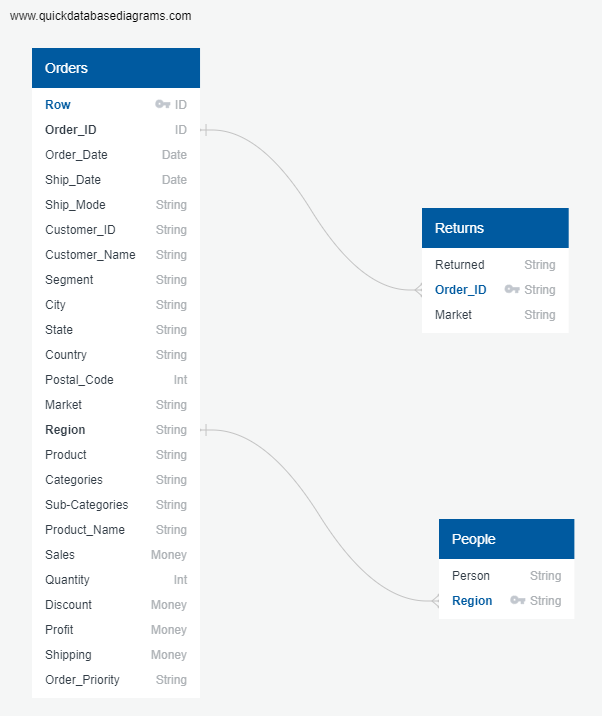 www.quickdatabasediagrams.com
Orders
Row ID
Order_ID ID
Order_Date Date
Ship_Date Date
Ship_Mode String
Customer_ID String
Customer_Name String
Segment String
City String
State String
Country String
Postal_Code Int
Market String
Region String
Product String
Categories String
Sub-Categories String
Product_Name String
Sales Money
Quantity Int
Discount Money
Profit Money
Shipping Money
Order_Priority String
Returns
Returned String
Order_ID String
Market String
People
Person String
Region String